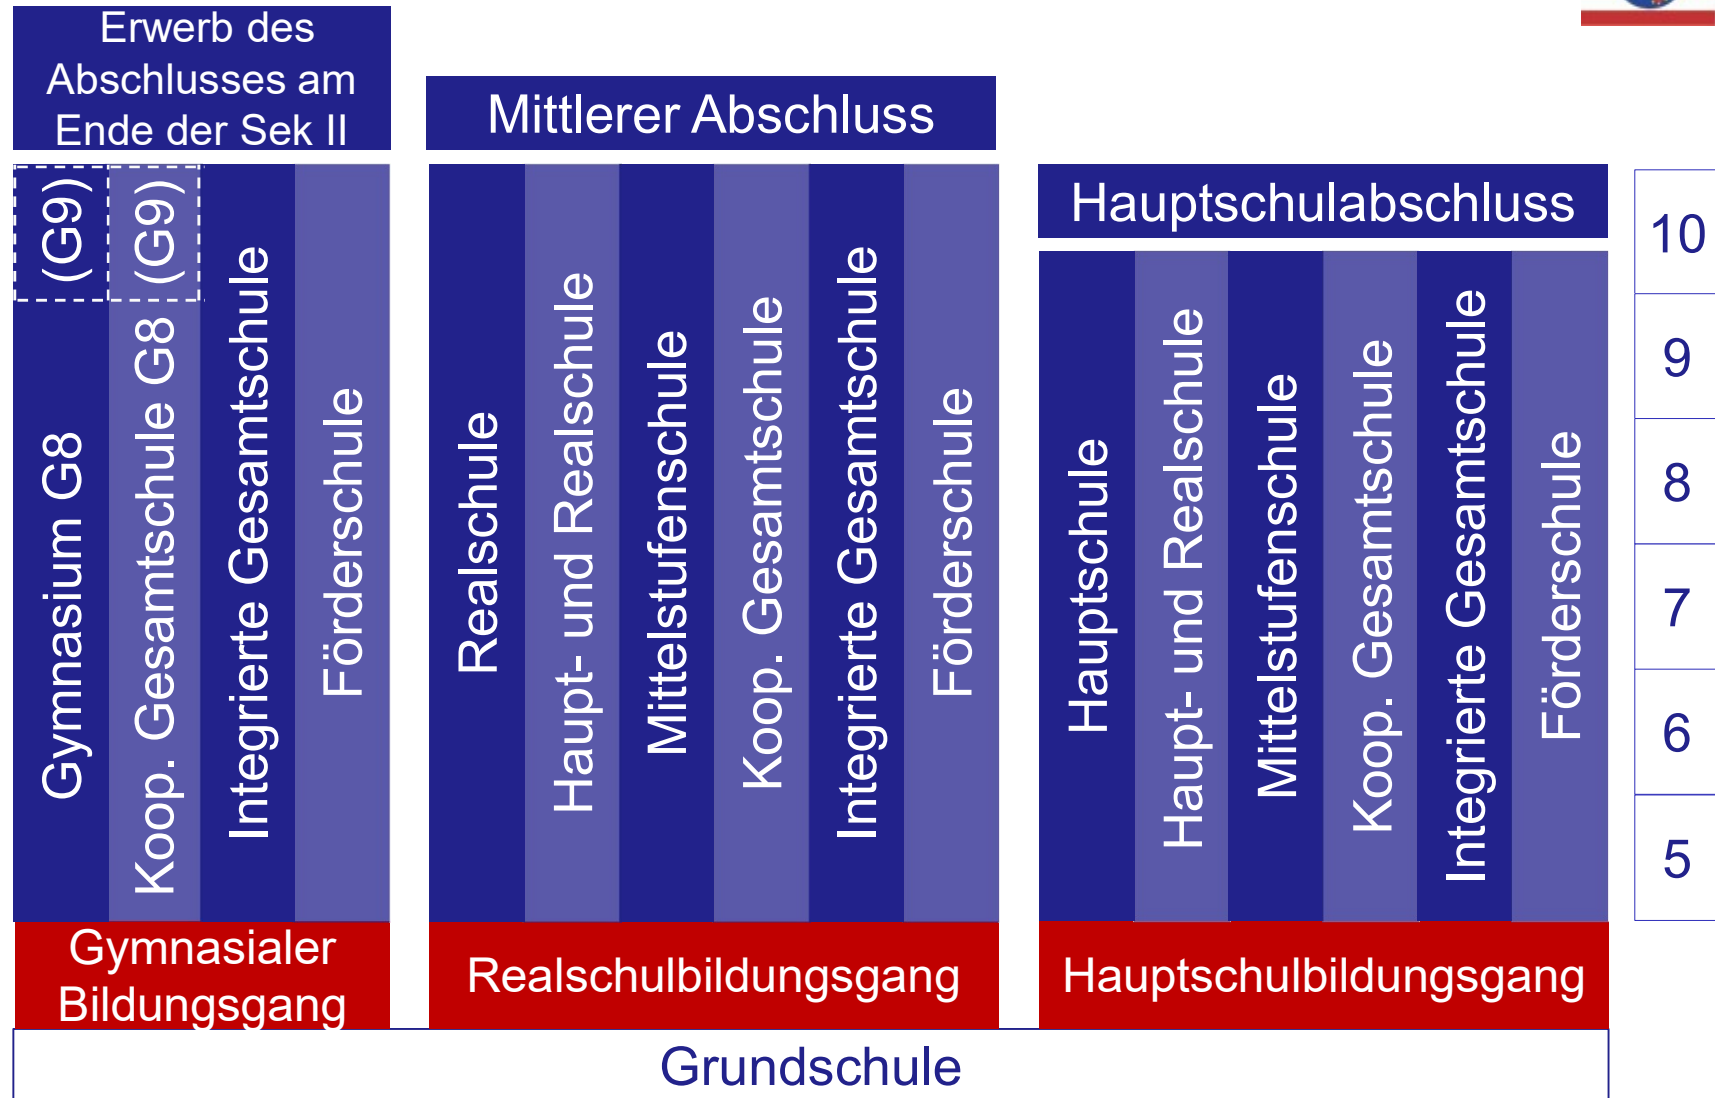 Erwerb des
Abschlusses am
Ende der Sek II
Mittlerer Abschluss
Hauptschulabschluss
Gymnasium G8 (G9)
Koop. Gesamtschule G8 (G9)
Integrierte Gesamtschule
Förderschule
Realschule
Haupt- und Realschule
Mittelstufenschule
Koop. Gesamtschule
Integrierte Gesamtschule
Förderschule
Hauptschule
Haupt- und Realschule
Mittelstufenschule
Koop. Gesamtschule
Integrierte Gesamtschule
Förderschule
10
9
8
7
6
5
Gymnasialer
Bildungsgang
Realschulbildungsgang
Hauptschulbildungsgang
Grundschule